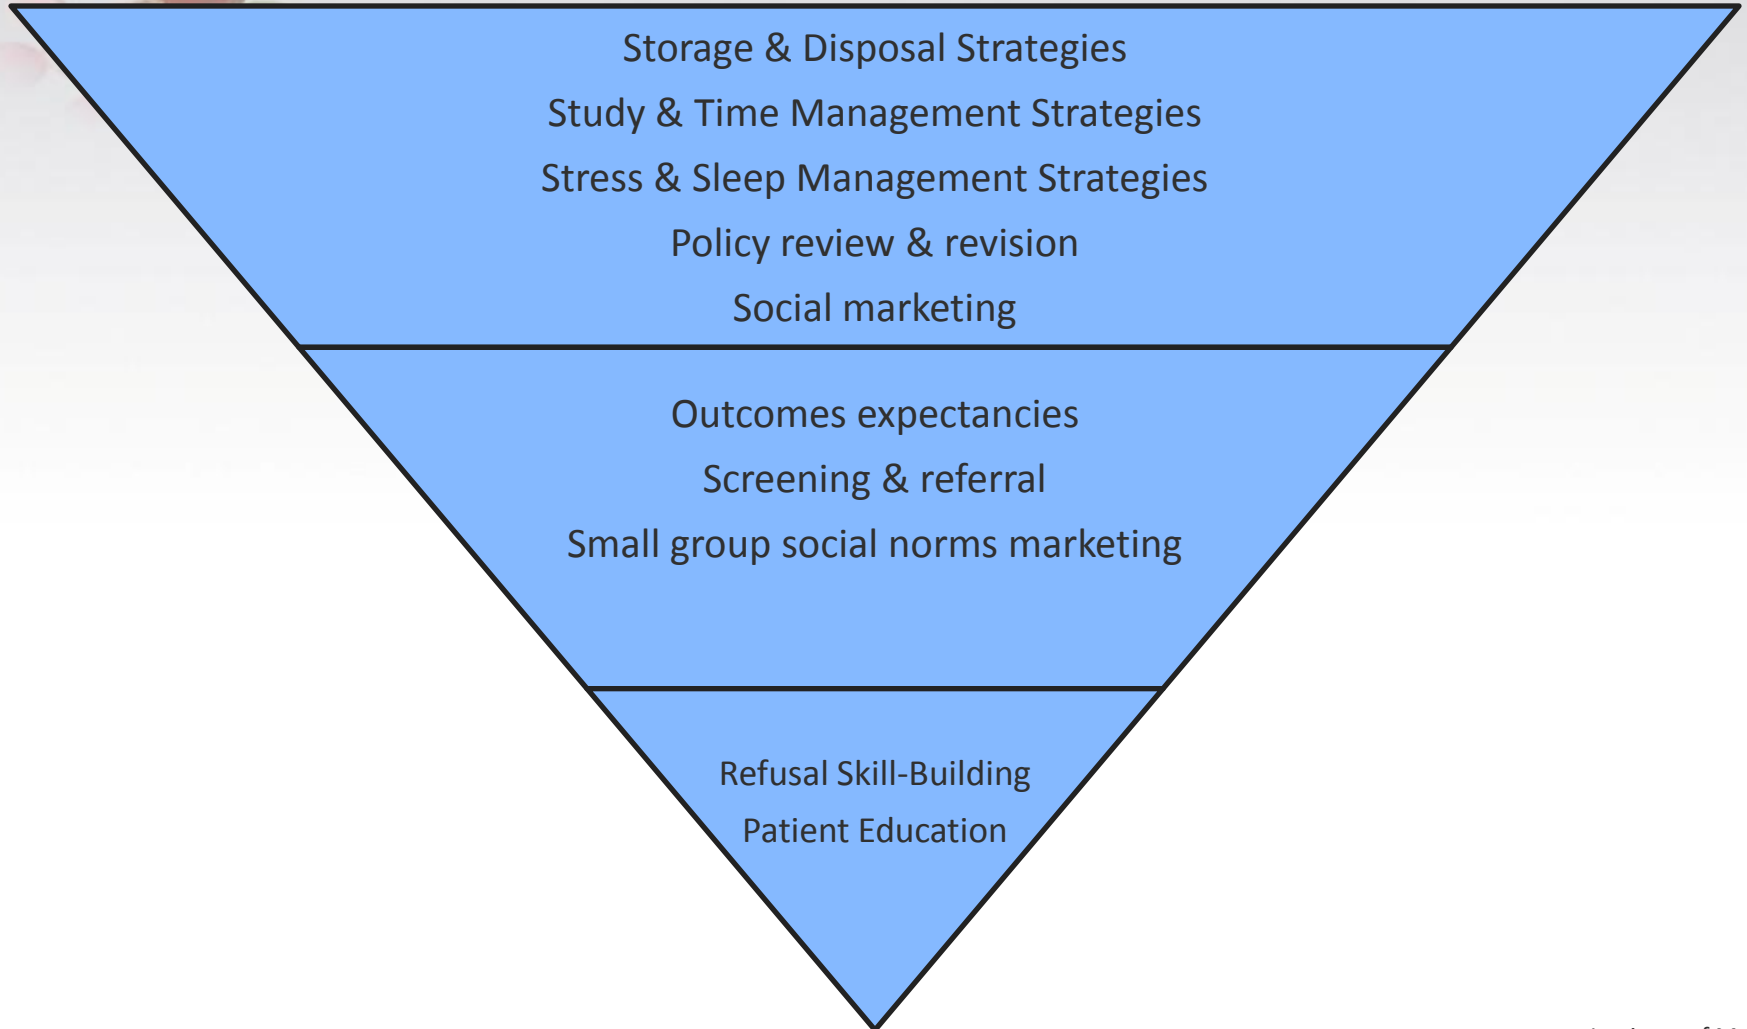 Storage & Disposal Strategies
Study & Time Management Strategies
Stress & Sleep Management Strategies
Policy review & revision
Social marketing
Outcomes expectancies
Screening & referral
Small group social norms marketing
Refusal Skill-Building
Patient Education